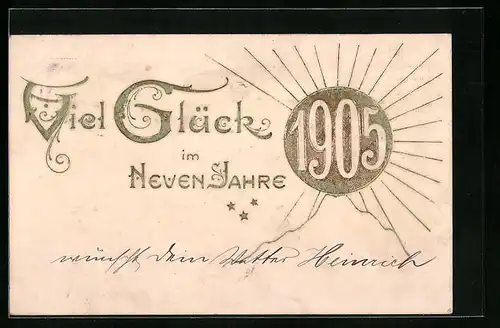 Viel Glück
im
Neuen Jahre
1905
wünscht Dein Vetter Heinrich